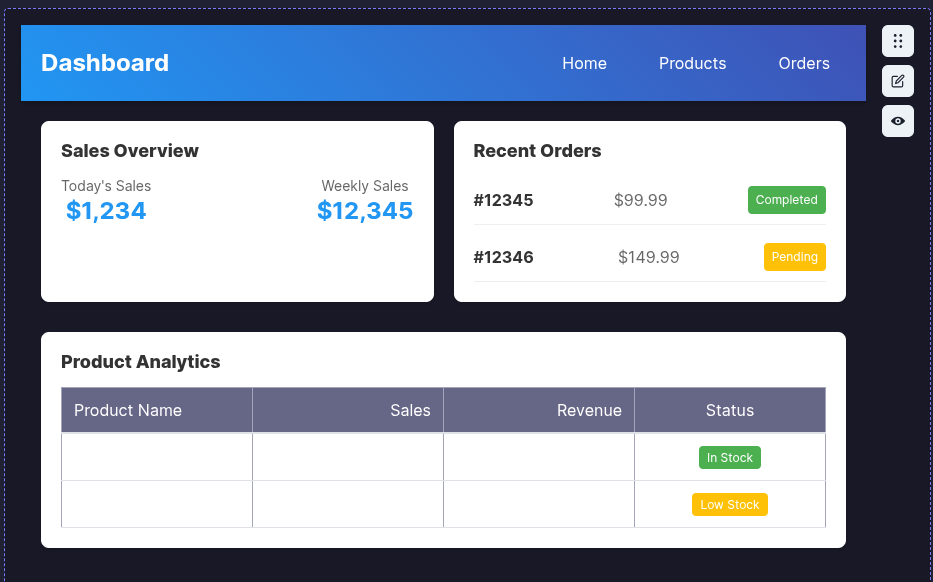 Dashboard
Home Products Orders
Sales Overview
Today's Sales
$1,234
Weekly Sales
$12,345
Recent Orders
#12345 $99.99 Completed
#12346 $149.99 Pending
Product Analytics
Product Name Sales Revenue Status
In Stock
Low Stock